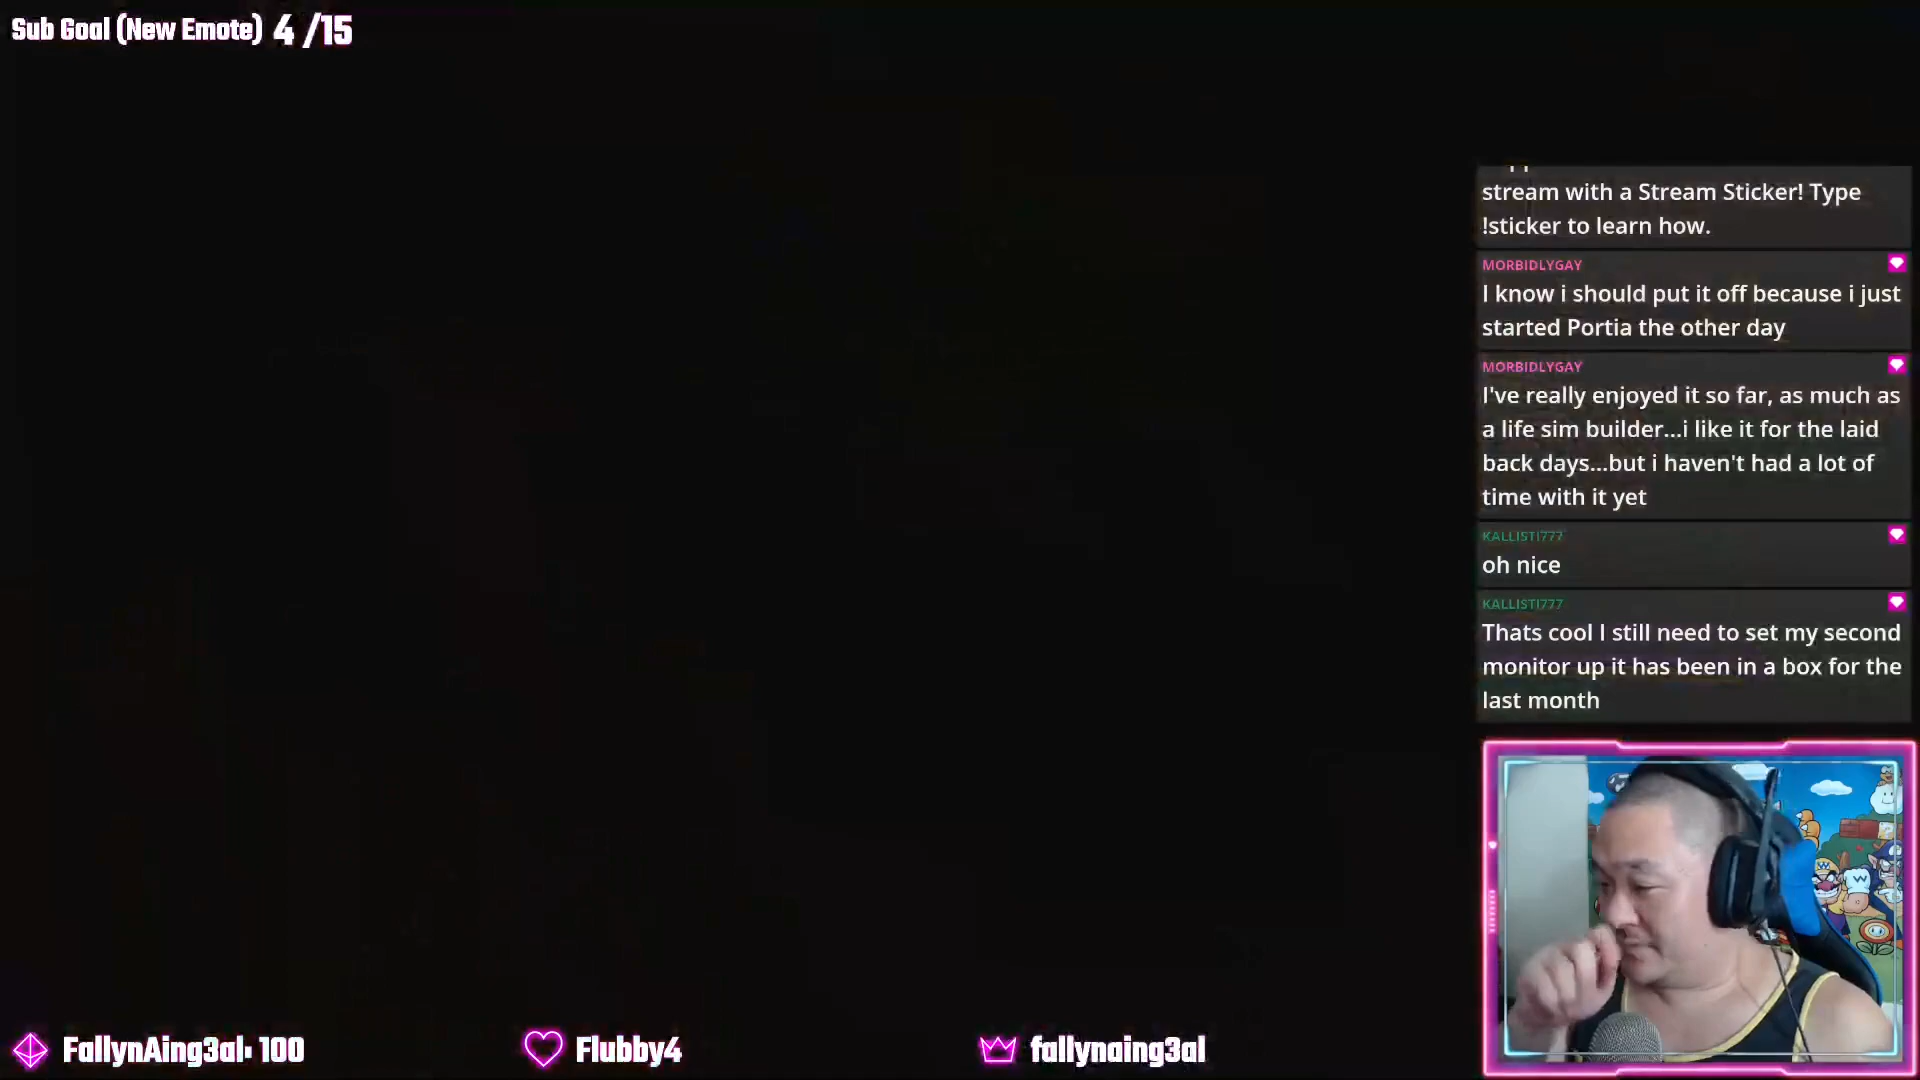 Sub Goal (New Emote) 4 /15
stream with a Stream Sticker! Type
!sticker to learn how.
MORBIDLYGAY
I know i should put it off because i just
started Portia the other day
MORBIDLYGAY
I've really enjoyed it so far, as much as
a life sim builder...i like it for the laid
back days...but i haven't had a lot of
time with it yet
KALLISTI777
oh nice
KALLISTI777
Thats cool I still need to set my second
monitor up it has been in a box for the
last month
FallynAing3al: 100
Flubby4
fallynaing3al